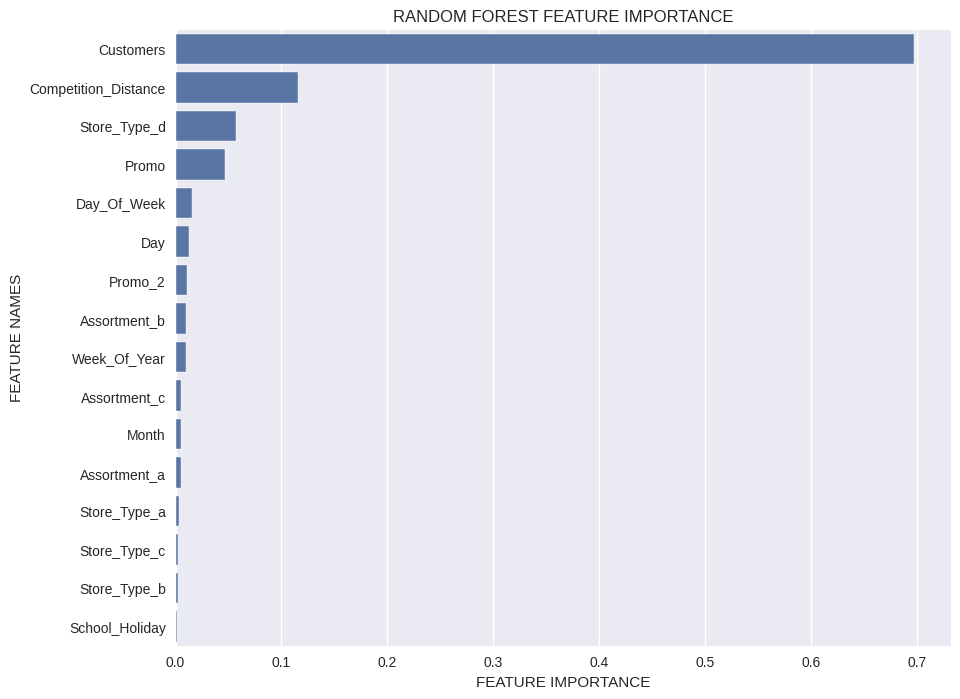 RANDOM FOREST FEATURE IMPORTANCE
FEATURE NAMES
Customers
Competition_Distance
Store_Type_d
Promo
Day_Of_Week
Day
Promo_2
Assortment_b
Week_Of_Year
Assortment_c
Month
Assortment_a
Store_Type_a
Store_Type_c
Store_Type_b
School_Holiday
0.0 0.1 0.2 0.3 0.4 0.5 0.6 0.7
FEATURE IMPORTANCE